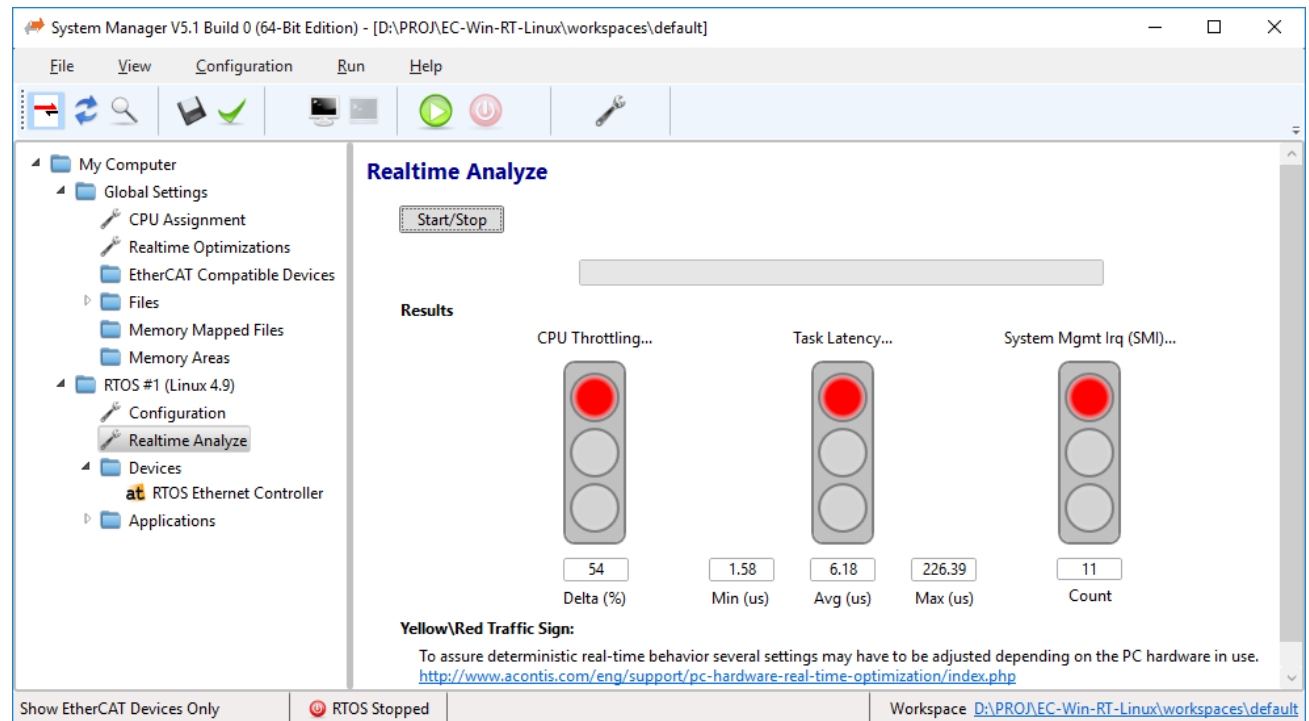 System Manager V5.1 Build 0 (64-Bit Edition) - [D:\PROJ\EC-Win-RT-Linux\workspaces\default]
File View Configuration Run Help
My Computer
Global Settings
CPU Assignment
Realtime Optimizations
EtherCAT Compatible Devices
Files
Memory Mapped Files
Memory Areas
RTOS #1 (Linux 4.9)
Configuration
Realtime Analyze
Devices
at RTOS Ethernet Controller
Applications
Realtime Analyze
Start/Stop
Results
CPU Throttling... Task Latency... System Mgmt Irq (SMI)...
54 1.58 6.18 226.39 11
Delta (%) Min (us) Avg (us) Max (us) Count
Yellow\Red Traffic Sign:
To assure deterministic real-time behavior several settings may have to be adjusted depending on the PC hardware in use.
http://www.acontis.com/eng/support/pc-hardware-real-time-optimization/index.php
Show EtherCAT Devices Only RTOS Stopped Workspace D:\PROJ\EC-Win-RT-Linux\workspaces\default